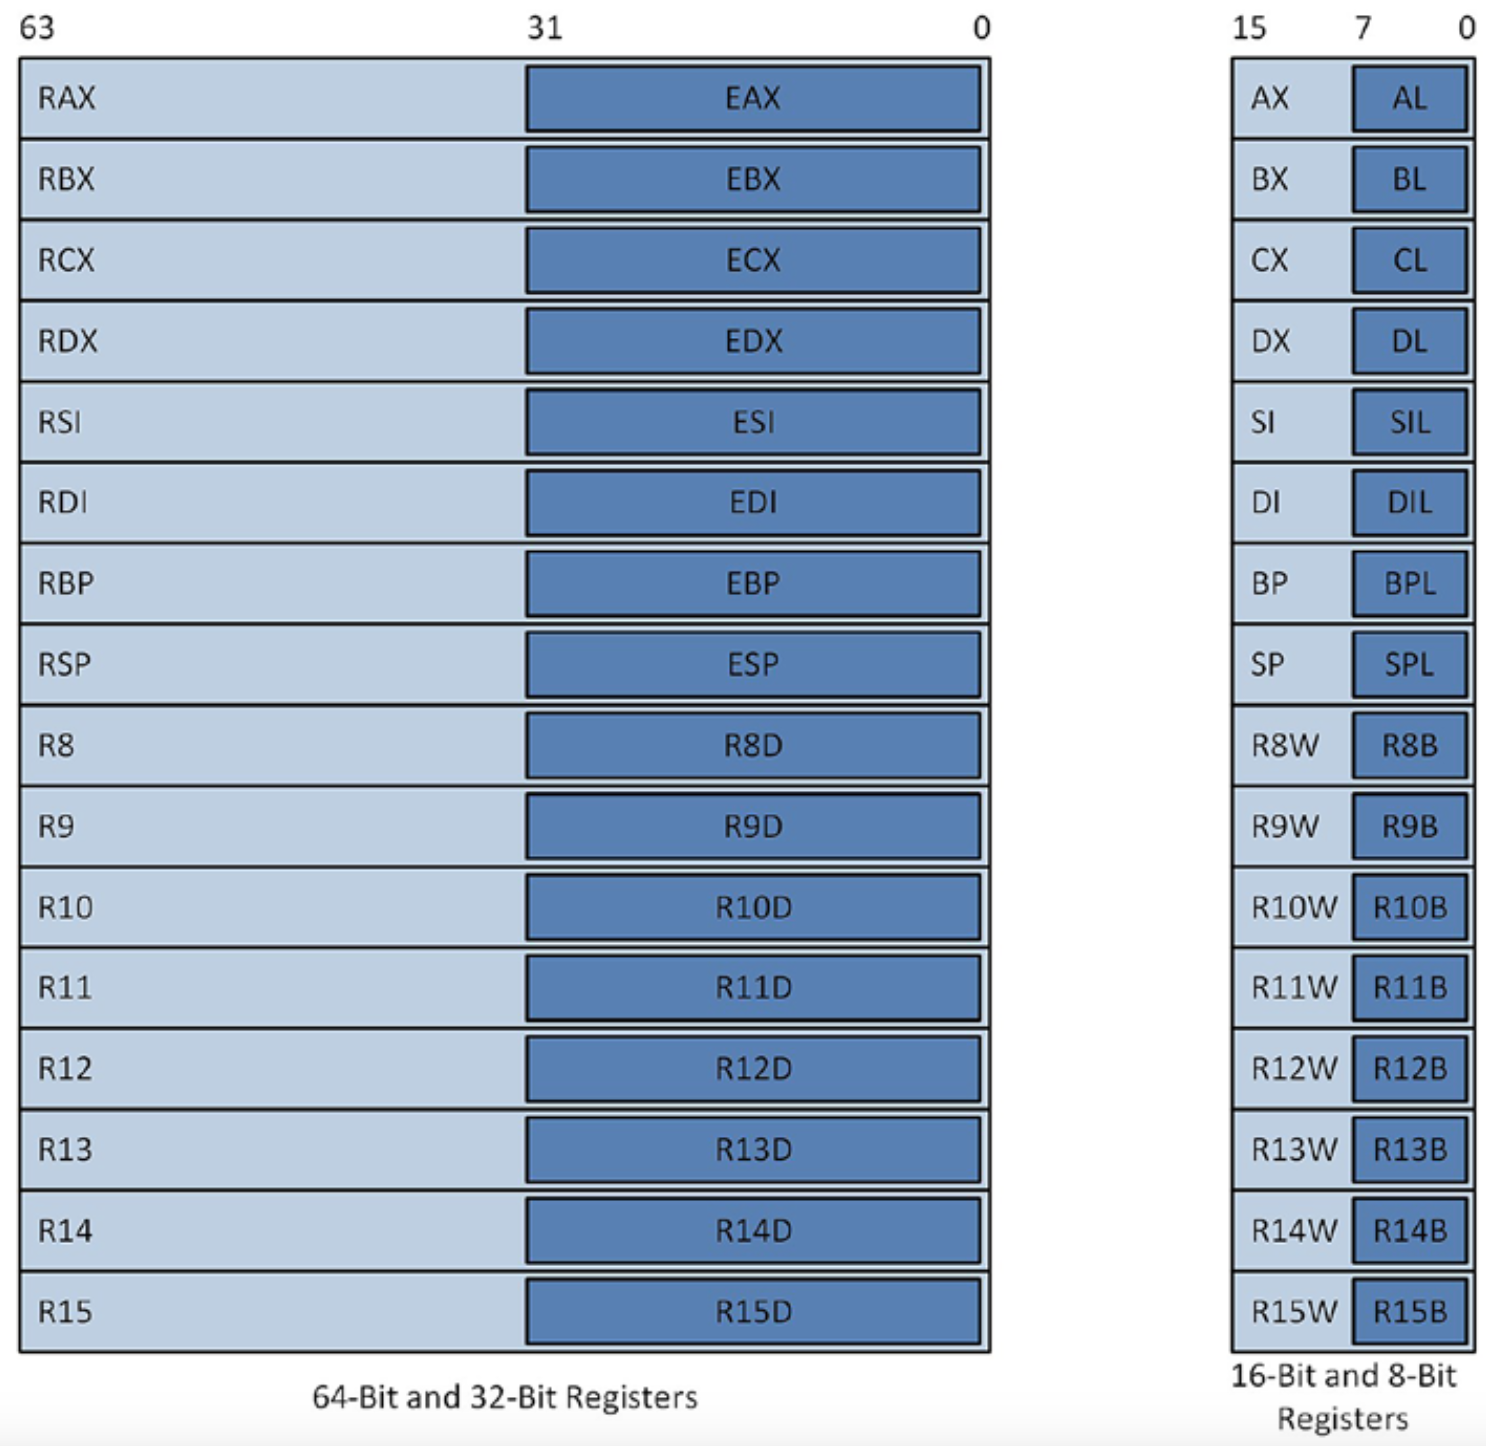 63 31 0 15 7 0
RAX EAX AX AL
RBX EBX BX BL
RCX ECX CX CL
RDX EDX DX DL
RSI ESI SI SIL
RDI EDI DI DIL
RBP EBP BP BPL
RSP ESP SP SPL
R8 R8D R8W R8B
R9 R9D R9W R9B
R10 R10D R10W R10B
R11 R11D R11W R11B
R12 R12D R12W R12B
R13 R13D R13W R13B
R14 R14D R14W R14B
R15 R15D R15W R15B
64-Bit and 32-Bit Registers
16-Bit and 8-Bit
Registers